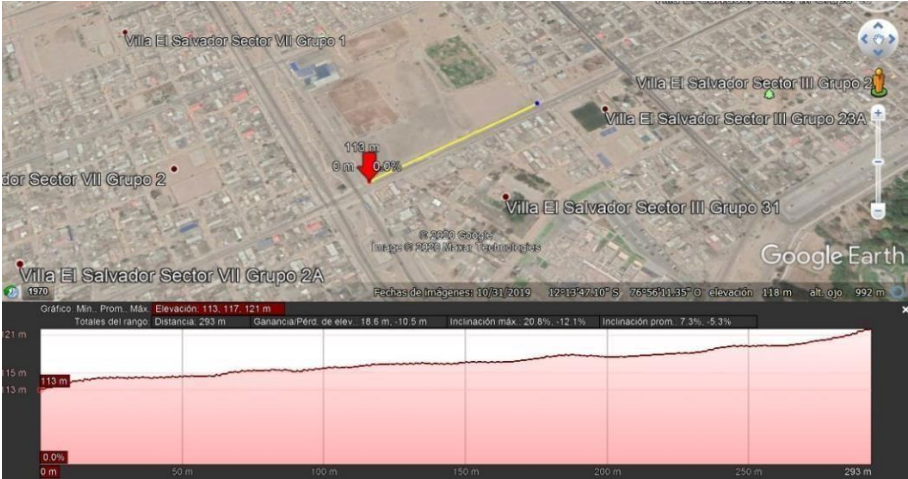 Villa El Salvador Sector VII Grupo 1
Villa El Salvador Sector III Grupo 2
Villa El Salvador Sector III Grupo 23A
113 m
0 m 0.0%
dor Sector VII Grupo 2
Villa El Salvador Sector III Grupo 31
© 2020 Google
Image © 2020 Maxar Technologies
Google Earth
Villa El Salvador Sector VII Grupo 2A
1970
Fechas de imágenes: 10/31/2019 12°13'47.10" S 76°56'11.35" O elevación 118 m alt. ojo 992 m
Gráfico: Mín., Prom., Máx. Elevación: 113, 117, 121 m
Totales del rango: Distancia: 293 m Ganancia/Pérd. de elev.: 18.6 m, -10.5 m Inclinación máx.: 20.8%, -12.1% Inclinación prom.: 7.3%, -5.3%
121 m
115 m
113 m
113 m
0.0%
0 m 50 m 100 m 150 m 200 m 250 m 293 m